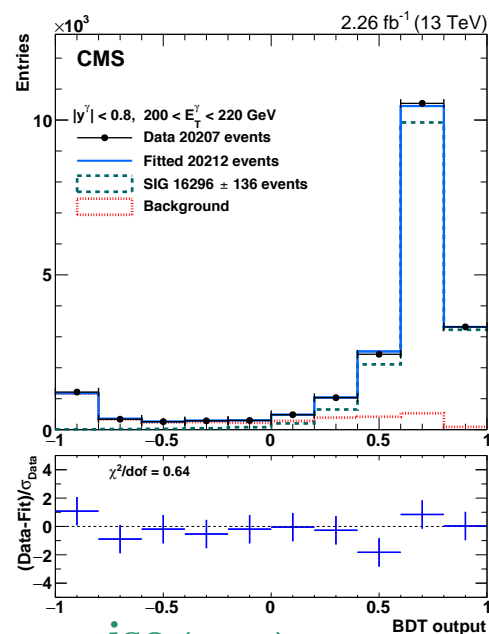 ×10³ 2.26 fb⁻¹ (13 TeV)
Entries
CMS
|y^γ| < 0.8, 200 < E_T^γ < 220 GeV
Data 20207 events
Fitted 20212 events
SIG 16296 ± 136 events
Background
10
5
0
−1 −0.5 0 0.5 1
(Data-Fit)/σ_Data
χ²/dof = 0.64
4
2
0
−2
−4
−1 −0.5 0 0.5 1
BDT output